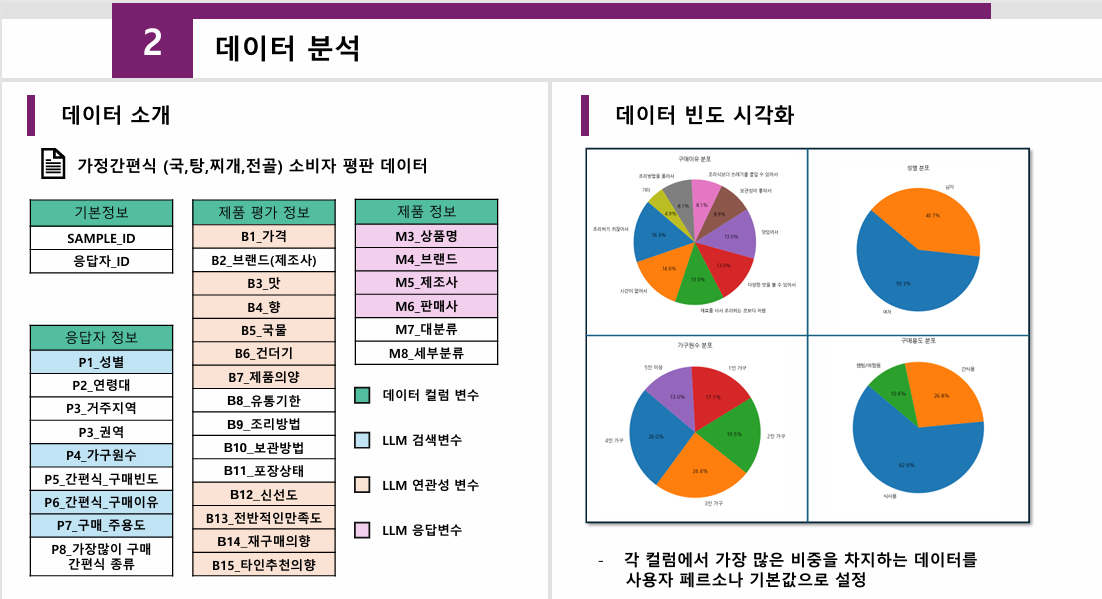 2
데이터 분석
데이터 소개
가정간편식 (국,탕,찌개,전골) 소비자 평판 데이터
기본정보
SAMPLE_ID
응답자_ID
응답자 정보
P1_성별
P2_연령대
P3_거주지역
P3_권역
P4_가구원수
P5_간편식_구매빈도
P6_간편식_구매이유
P7_구매_주용도
P8_가장많이 구매
간편식 종류
제품 평가 정보
B1_가격
B2_브랜드(제조사)
B3_맛
B4_향
B5_국물
B6_건더기
B7_제품의양
B8_유통기한
B9_조리방법
B10_보관방법
B11_포장상태
B12_신선도
B13_전반적인만족도
B14_재구매의향
B15_타인추천의향
제품 정보
M3_상품명
M4_브랜드
M5_제조사
M6_판매사
M7_대분류
M8_세부분류
데이터 컬럼 변수
LLM 검색변수
LLM 연관성 변수
LLM 응답변수
데이터 빈도 시각화
구매이유 분포
조리방법을 몰라서
조리식보다 쓰레기를 줄일 수 있어서
기타
보관성이 좋아서
8.1%
8.1%
4.9%
8.9%
조리하기 귀찮아서
16.3%
13.0%
맛있어서
시간이 없어서
재료를 사서 조리하는 것보다 저렴
다양한 맛을 볼 수 있어서
성별 분포
남자
40.7%
59.3%
여자
가구원수 분포
5인 이상
1인 가구
13.0%
17.1%
4인 가구
26.0%
19.5%
2인 가구
24.4%
3인 가구
구매용도 분포
캠핑/여행용
간식용
10.6%
26.8%
62.6%
식사용
- 각 컬럼에서 가장 많은 비중을 차지하는 데이터를
사용자 페르소나 기본값으로 설정